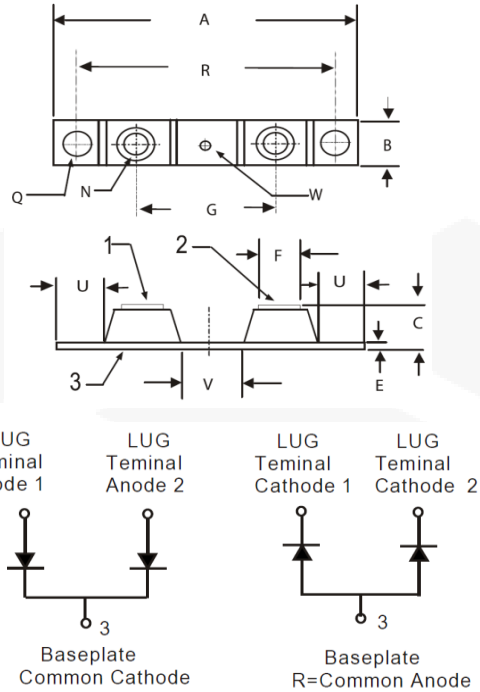 A
R
B
Q
N
G
W
1
2
F
U
U
C
3
V
E
LUG
Teminal
Anode 2
LUG
Teminal
Cathode 1
LUG
Teminal
Cathode 2
3
Baseplate
Common Cathode
3
Baseplate
R=Common Anode